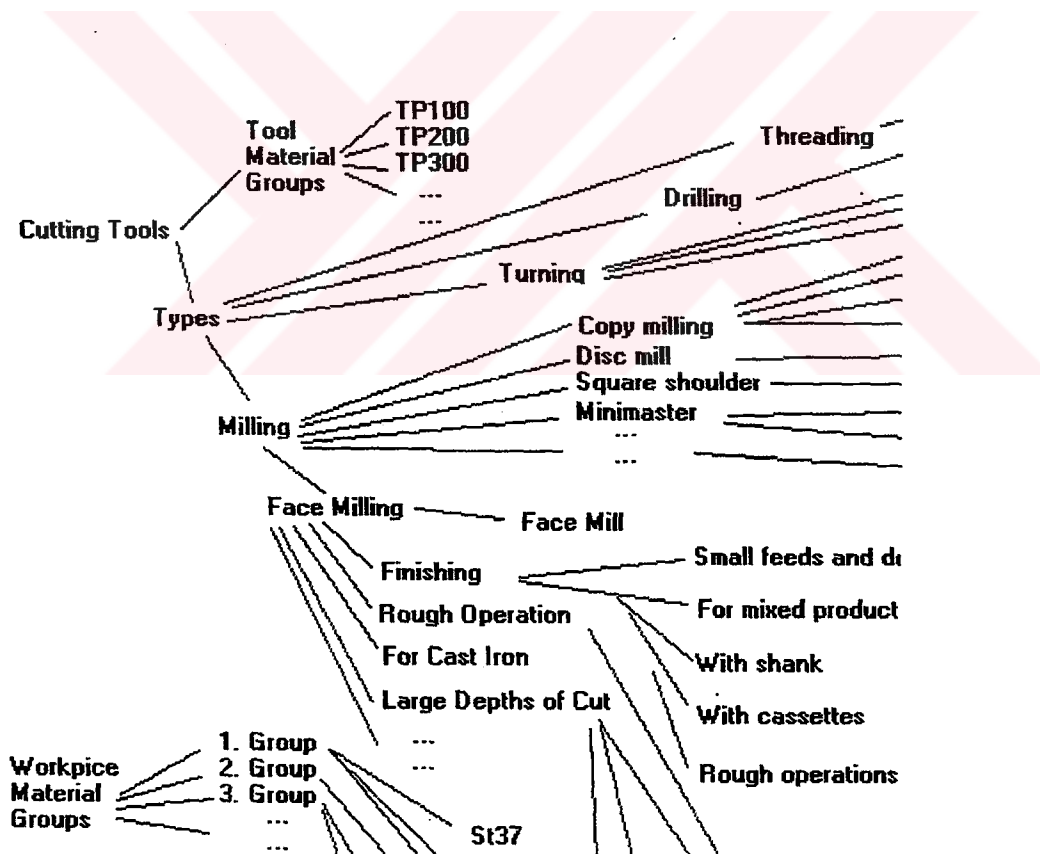 TP100
Tool
TP200
Threading
Material
TP300
Groups
---
Drilling
---
Cutting Tools
Turning
Types
Copy milling
Disc mill
Square shoulder
Minimaster
Milling
---
---
Face Milling
Face Mill
Small feeds and
Finishing
For mixed product
Rough Operation
For Cast Iron
With shank
Large Depths of Cut
With cassettes
1. Group
---
Workpice
2. Group
---
Rough operations
Material
3. Group
Groups
---
St37
---